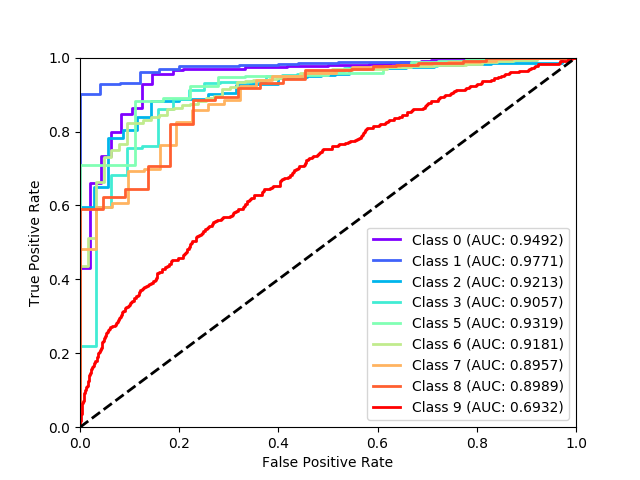 1.0
0.8
0.6
0.4
0.2
0.0
True Positive Rate
Class 0 (AUC: 0.9492)
Class 1 (AUC: 0.9771)
Class 2 (AUC: 0.9213)
Class 3 (AUC: 0.9057)
Class 5 (AUC: 0.9319)
Class 6 (AUC: 0.9181)
Class 7 (AUC: 0.8957)
Class 8 (AUC: 0.8989)
Class 9 (AUC: 0.6932)
0.0 0.2 0.4 0.6 0.8 1.0
False Positive Rate